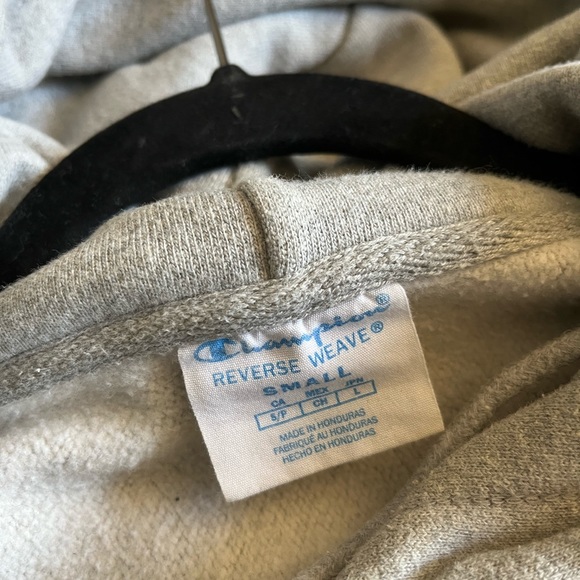 Champion®
REVERSE WEAVE®
SMALL
CA MEX JPN
S/P CH L
MADE IN HONDURAS
FABRIQUÉ AU HONDURAS
HECHO EN HONDURAS